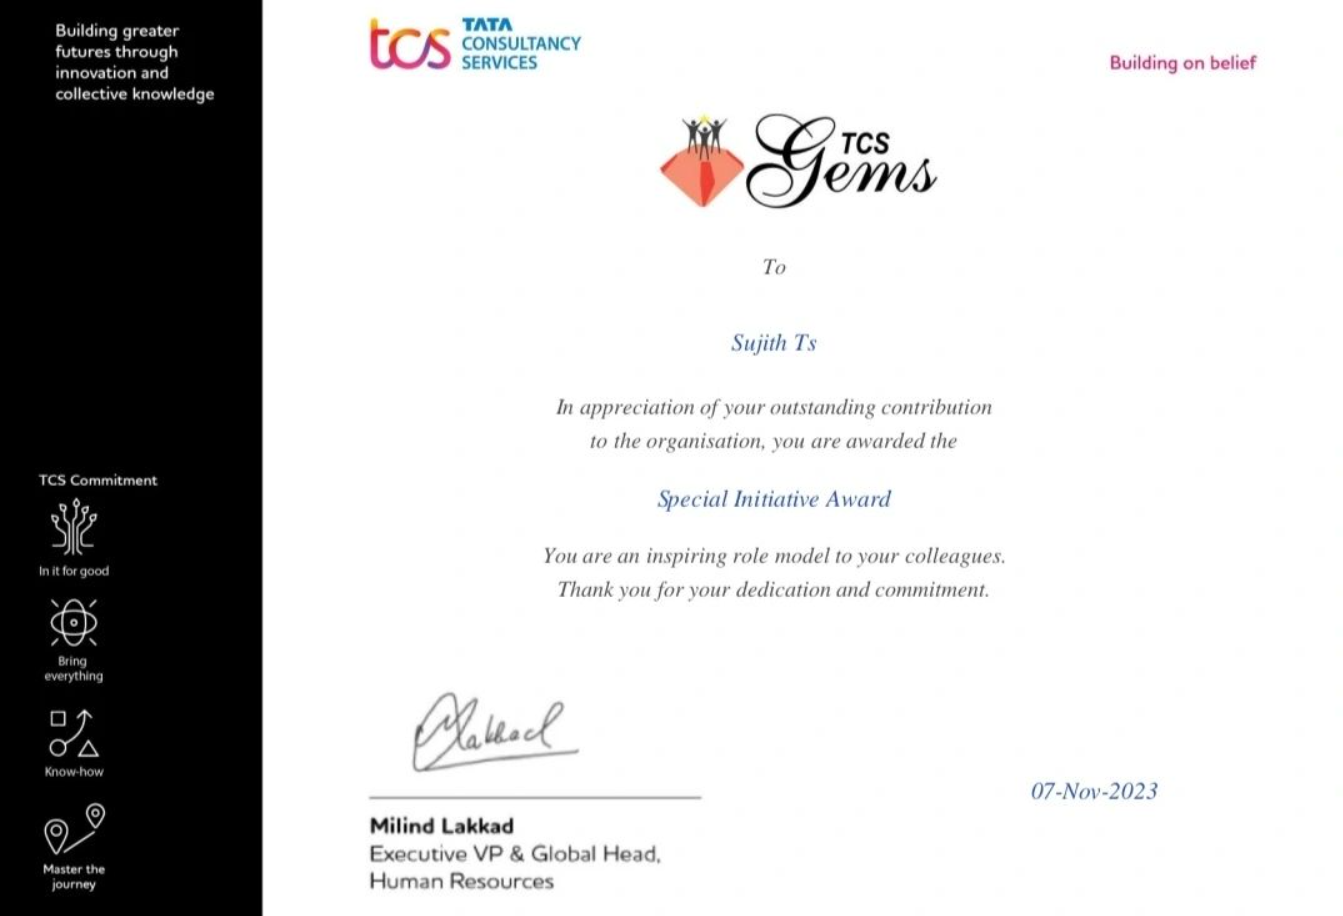 Building greater
futures through
innovation and
collective knowledge
tcs TATA
CONSULTANCY
SERVICES
Building on belief
TCS
Gems
To
Sujith Ts
In appreciation of your outstanding contribution
to the organisation, you are awarded the
Special Initiative Award
You are an inspiring role model to your colleagues.
Thank you for your dedication and commitment.
TCS Commitment
In it for good
Bring
everything
Know-how
Master the
journey
Lakkad
07-Nov-2023
Milind Lakkad
Executive VP & Global Head,
Human Resources